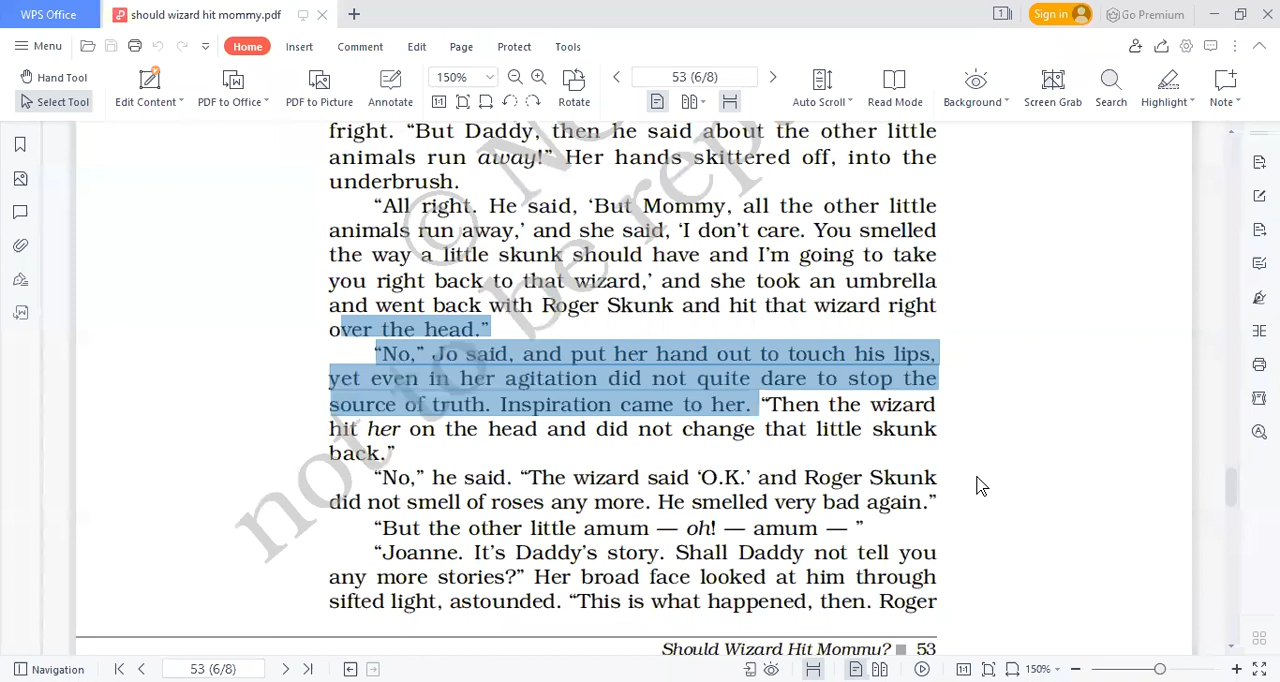 WPS Office
should wizard hit mommy.pdf
Sign in
Go Premium
Menu
Home
Insert
Comment
Edit
Page
Protect
Tools
Hand Tool
Select Tool
Edit Content
PDF to Office
PDF to Picture
Annotate
150%
53 (6/8)
Rotate
Auto Scroll
Read Mode
Background
Screen Grab
Search
Highlight
Note
fright. “But Daddy, then he said about the other little
animals run away!” Her hands skittered off, into the
underbrush.
“All right. He said, ‘But Mommy, all the other little
animals run away,’ and she said, ‘I don’t care. You smelled
the way a little skunk should have and I’m going to take
you right back to that wizard,’ and she took an umbrella
and went back with Roger Skunk and hit that wizard right
over the head.”
“No,” Jo said, and put her hand out to touch his lips,
yet even in her agitation did not quite dare to stop the
source of truth. Inspiration came to her. “Then the wizard
hit her on the head and did not change that little skunk
back.”
“No,” he said. “The wizard said ‘O.K.’ and Roger Skunk
did not smell of roses any more. He smelled very bad again.”
“But the other little amum — oh! — amum — ”
“Joanne. It’s Daddy’s story. Shall Daddy not tell you
any more stories?” Her broad face looked at him through
sifted light, astounded. “This is what happened, then. Roger
Should Wizard Hit Mommy? 53
not to be rep
© N
Navigation
53 (6/8)
150%